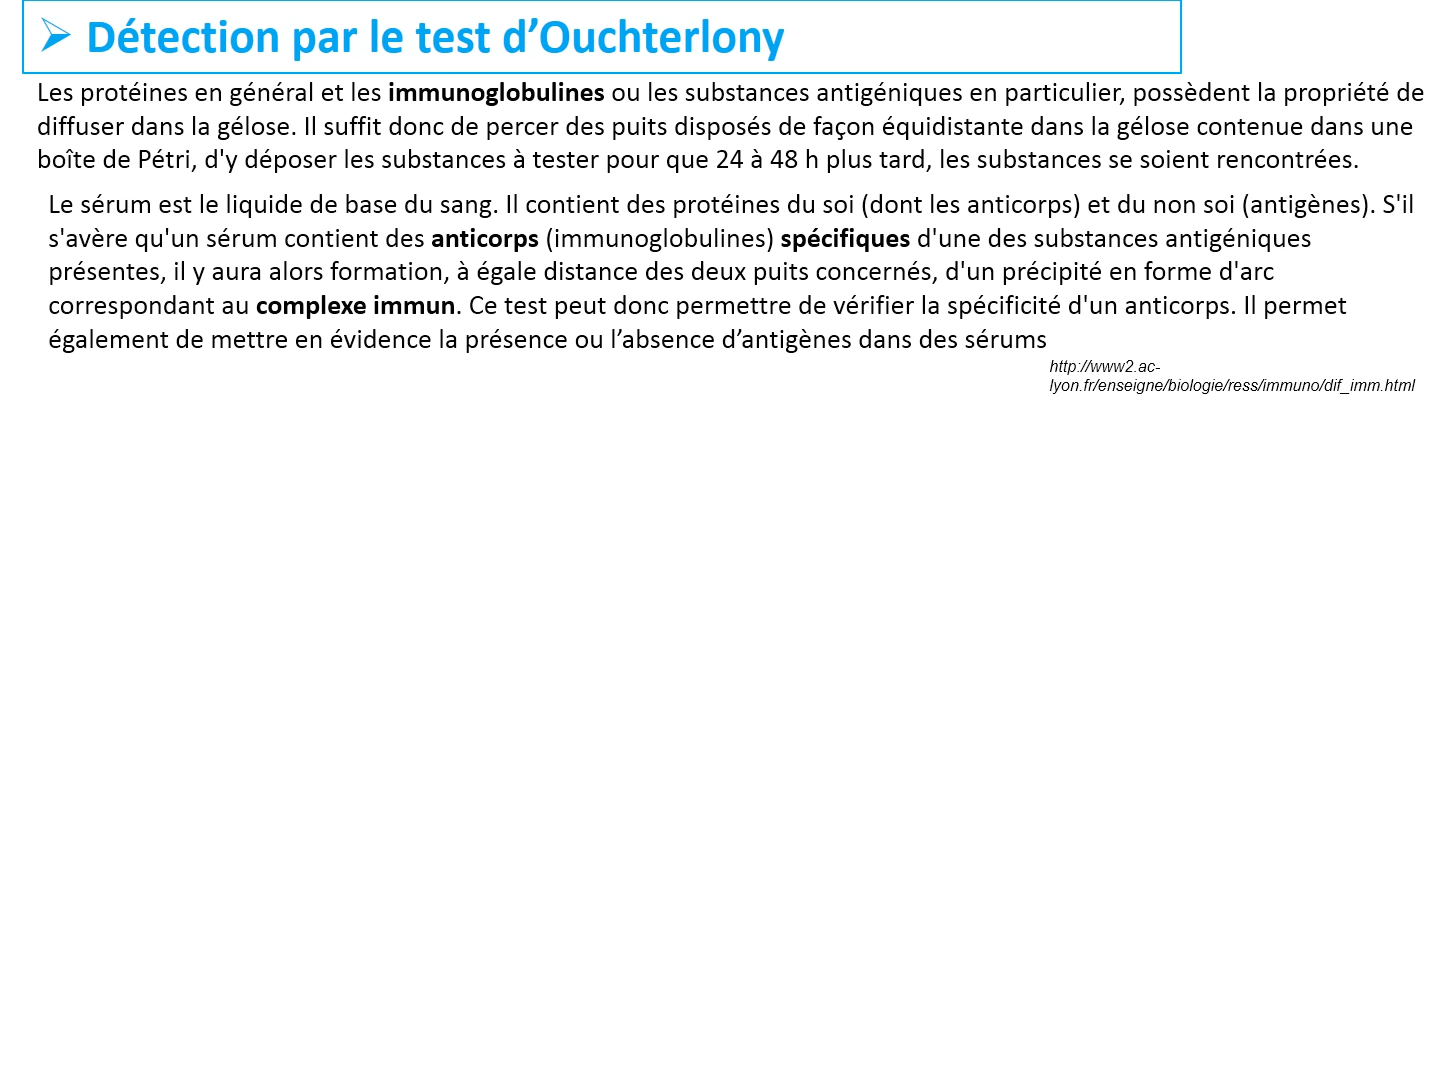 ➢ Détection par le test d’Ouchterlony
Les protéines en général et les immunoglobulines ou les substances antigéniques en particulier, possèdent la propriété de
diffuser dans la gélose. Il suffit donc de percer des puits disposés de façon équidistante dans la gélose contenue dans une
boîte de Pétri, d'y déposer les substances à tester pour que 24 à 48 h plus tard, les substances se soient rencontrées.
Le sérum est le liquide de base du sang. Il contient des protéines du soi (dont les anticorps) et du non soi (antigènes). S'il
s'avère qu'un sérum contient des anticorps (immunoglobulines) spécifiques d'une des substances antigéniques
présentes, il y aura alors formation, à égale distance des deux puits concernés, d'un précipité en forme d'arc
correspondant au complexe immun. Ce test peut donc permettre de vérifier la spécificité d'un anticorps. Il permet
également de mettre en évidence la présence ou l’absence d’antigènes dans des sérums
http://www2.ac-
lyon.fr/enseigne/biologie/ress/immuno/dif_imm.html